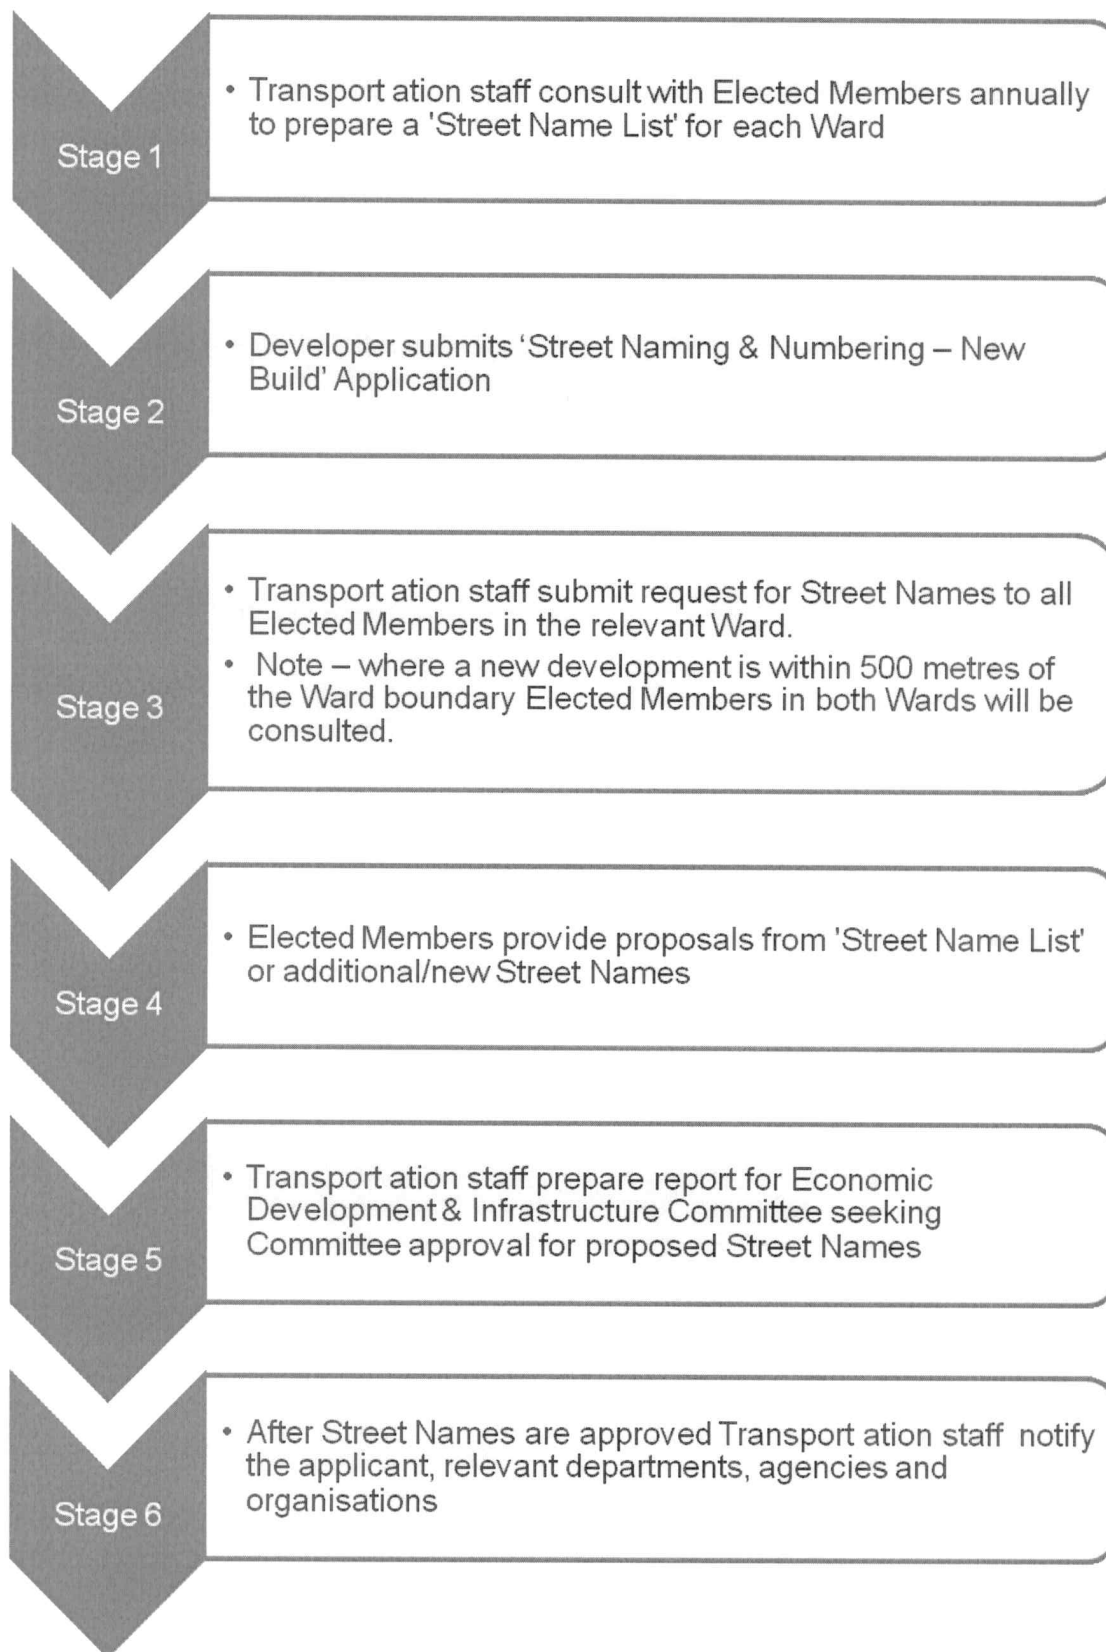 Stage 1
• Transport ation staff consult with Elected Members annually
to prepare a 'Street Name List' for each Ward
Stage 2
• Developer submits ‘Street Naming & Numbering – New
Build’ Application
Stage 3
• Transport ation staff submit request for Street Names to all
Elected Members in the relevant Ward.
• Note – where a new development is within 500 metres of
the Ward boundary Elected Members in both Wards will be
consulted.
Stage 4
• Elected Members provide proposals from 'Street Name List'
or additional/new Street Names
Stage 5
• Transport ation staff prepare report for Economic
Development & Infrastructure Committee seeking
Committee approval for proposed Street Names
Stage 6
• After Street Names are approved Transport ation staff notify
the applicant, relevant departments, agencies and
organisations